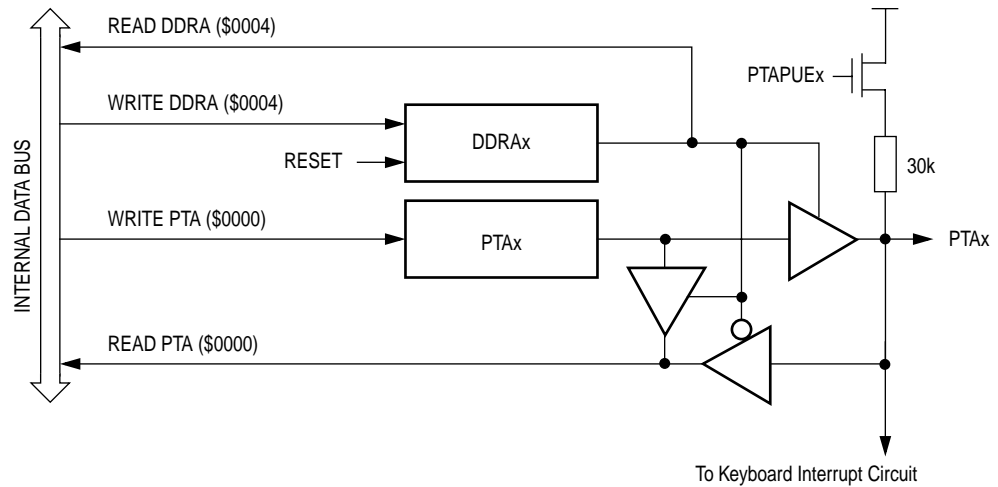 READ DDRA ($0004)
PTAPUEx
WRITE DDRA ($0004)
DDRAx
RESET
30k
INTERNAL DATA BUS
WRITE PTA ($0000)
PTAx
PTAx
READ PTA ($0000)
To Keyboard Interrupt Circuit